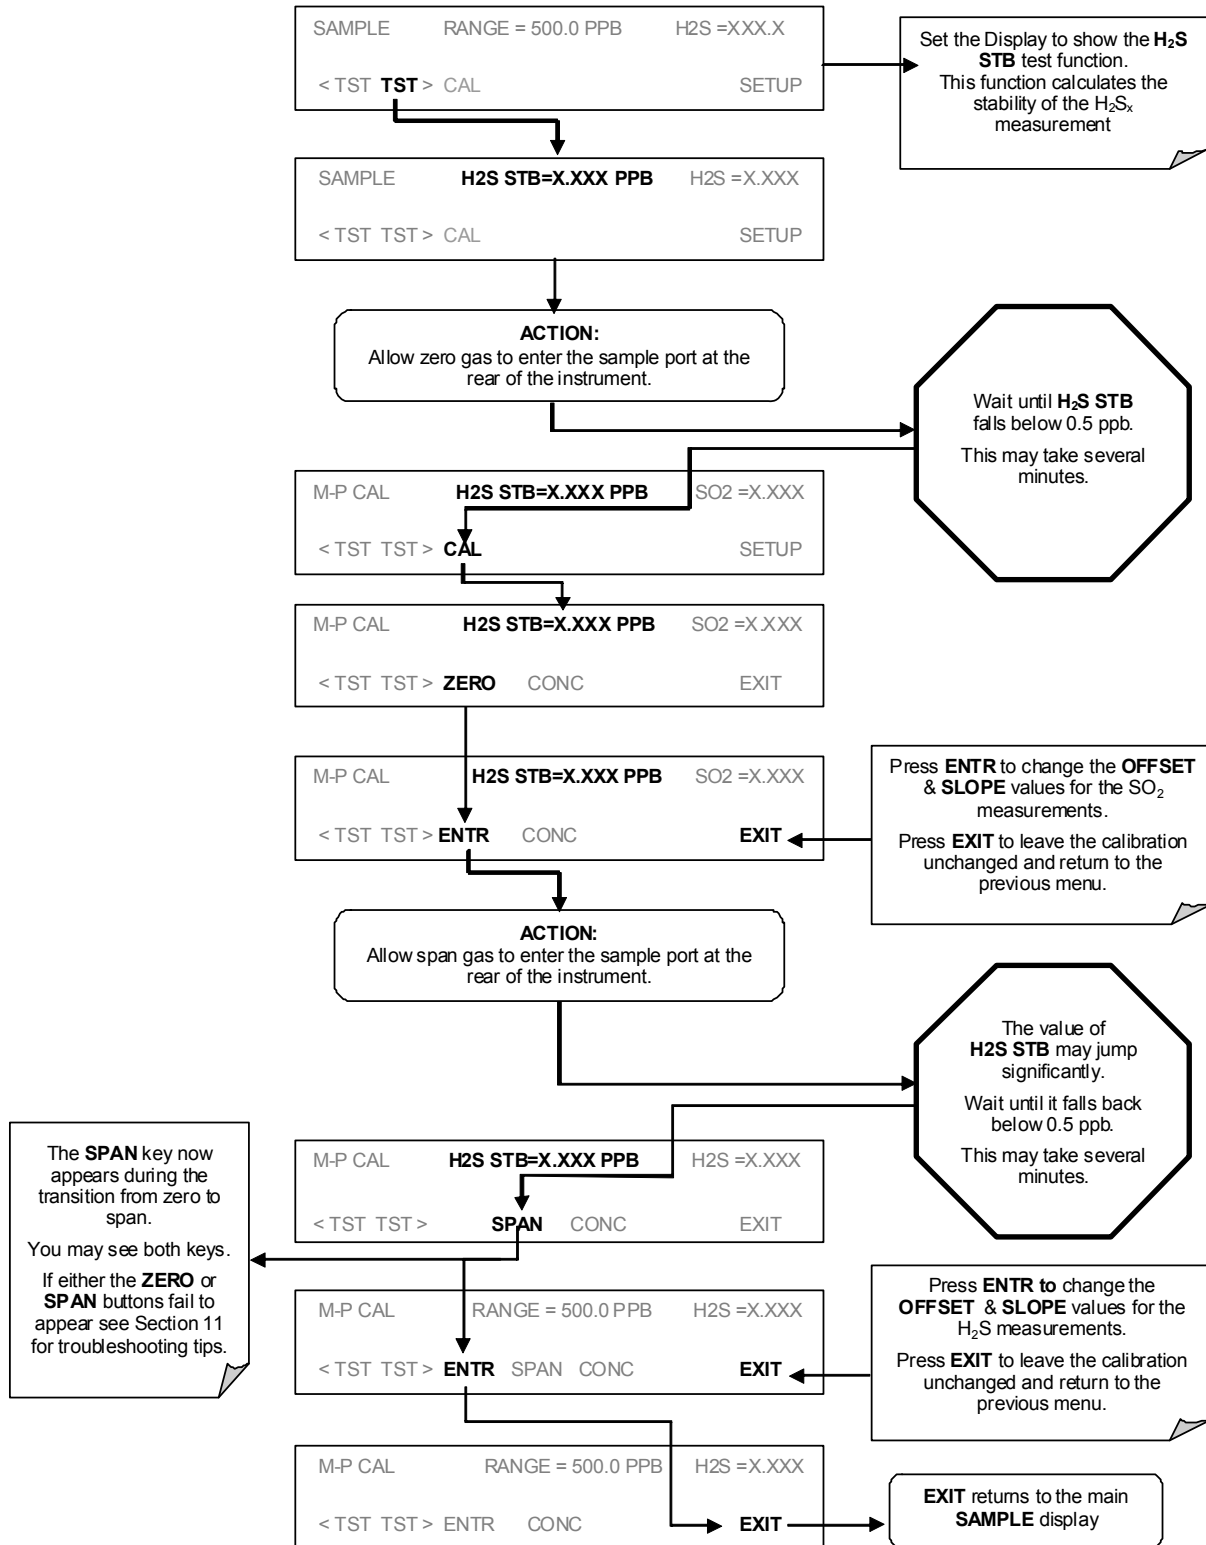 SAMPLE RANGE = 500.0 PPB H2S =XXX.X
< TST TST > CAL SETUP
Set the Display to show the H₂S
STB test function.
This function calculates the
stability of the H₂Sₓ
measurement
SAMPLE H2S STB=X.XXX PPB H2S =X.XXX
< TST TST > CAL SETUP
ACTION:
Allow zero gas to enter the sample port at the
rear of the instrument.
Wait until H₂S STB
falls below 0.5 ppb.
This may take several
minutes.
M-P CAL H2S STB=X.XXX PPB SO2 =X.XXX
< TST TST > CAL SETUP
M-P CAL H2S STB=X.XXX PPB SO2 =X.XXX
< TST TST > ZERO CONC EXIT
M-P CAL H2S STB=X.XXX PPB SO2 =X.XXX
< TST TST > ENTR CONC EXIT
Press ENTR to change the OFFSET
& SLOPE values for the SO₂
measurements.
Press EXIT to leave the calibration
unchanged and return to the
previous menu.
ACTION:
Allow span gas to enter the sample port at the
rear of the instrument.
The value of
H2S STB may jump
significantly.
Wait until it falls back
below 0.5 ppb.
This may take several
minutes.
M-P CAL H2S STB=X.XXX PPB H2S =X.XXX
< TST TST > SPAN CONC EXIT
The SPAN key now
appears during the
transition from zero to
span.
You may see both keys.
If either the ZERO or
SPAN buttons fail to
appear see Section 11
for troubleshooting tips.
M-P CAL RANGE = 500.0 PPB H2S =X.XXX
< TST TST > ENTR SPAN CONC EXIT
Press ENTR to change the
OFFSET & SLOPE values for the
H₂S measurements.
Press EXIT to leave the calibration
unchanged and return to the
previous menu.
M-P CAL RANGE = 500.0 PPB H2S =X.XXX
< TST TST > ENTR CONC EXIT
EXIT returns to the main
SAMPLE display